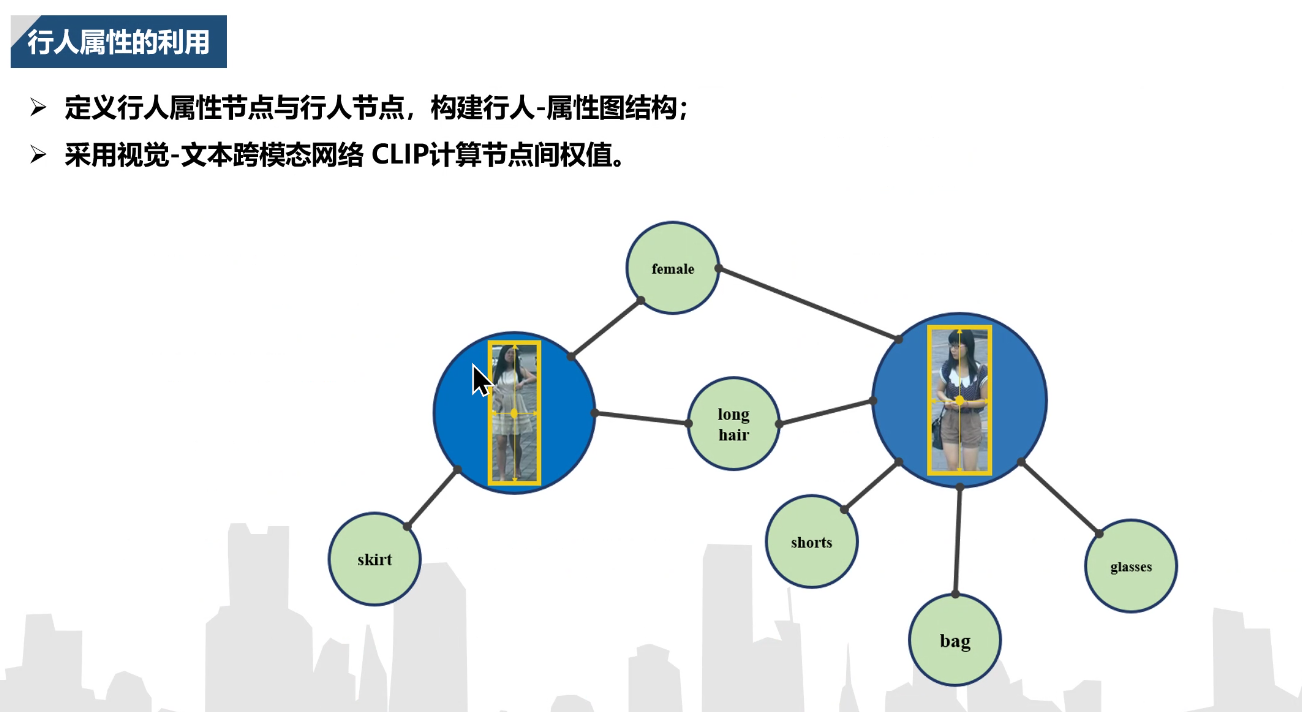 行人属性的利用
定义行人属性节点与行人节点，构建行人-属性图结构；
采用视觉-文本跨模态网络 CLIP计算节点间权值。
female
long
hair
skirt
shorts
glasses
bag